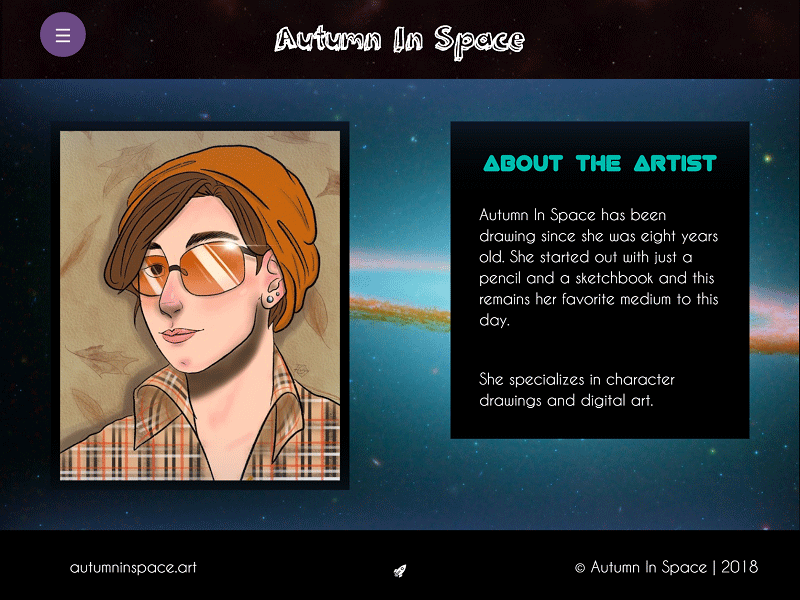 Autumn In Space
ABOUT THE ARTIST
Autumn In Space has been
drawing since she was eight years
old. She started out with just a
pencil and a sketchbook and this
remains her favorite medium to this
day.
She specializes in character
drawings and digital art.
autumninspace.art
© Autumn In Space | 2018